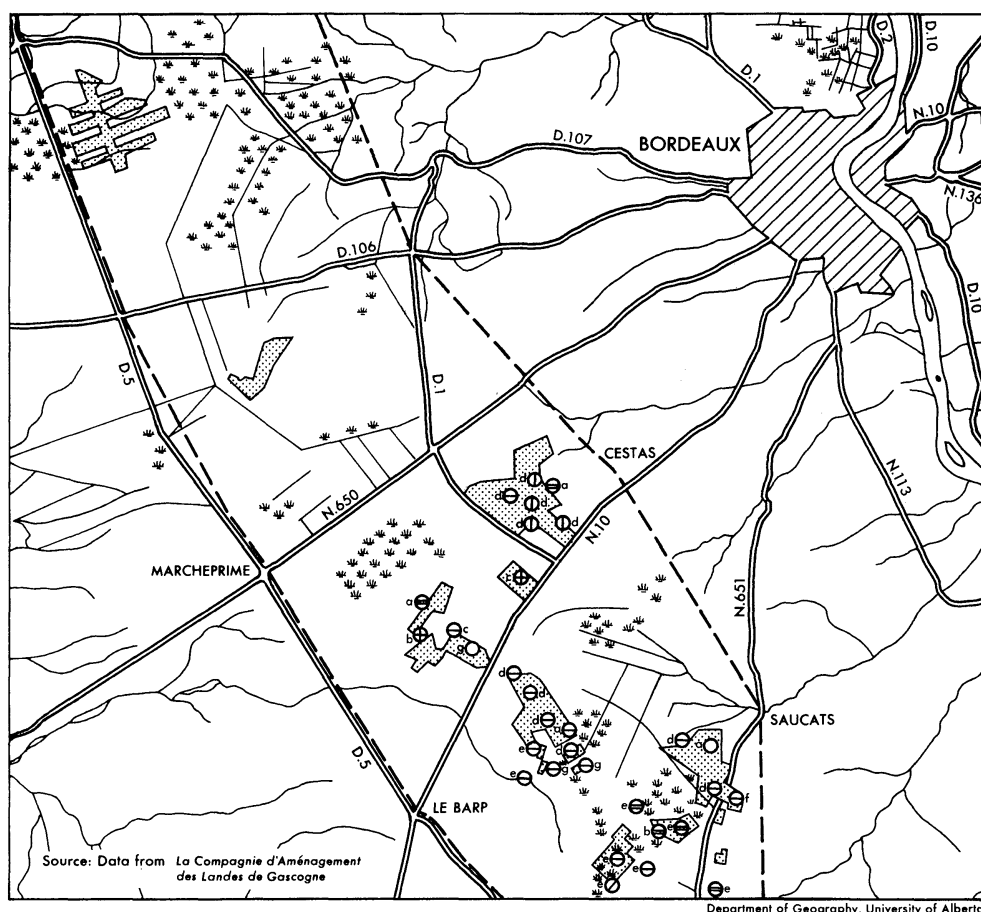 D.2
D.10
D.1
N.10
BORDEAUX
D.107
N.136
D.106
D.10
D.5
D.1
CESTAS
d
a
d
d
d
d
N.650
N.10
N.113
MARCHEPRIME
N.651
a
b
c
g
d
d
SAUCATS
d
a
d
e
d
g
g
e
d
D.5
d
f
e
LE BARP
b
e
e
e
e
e
Source: Data from La Compagnie d'Aménagement
des Landes de Gascogne
Department of Geography, University of Alberta